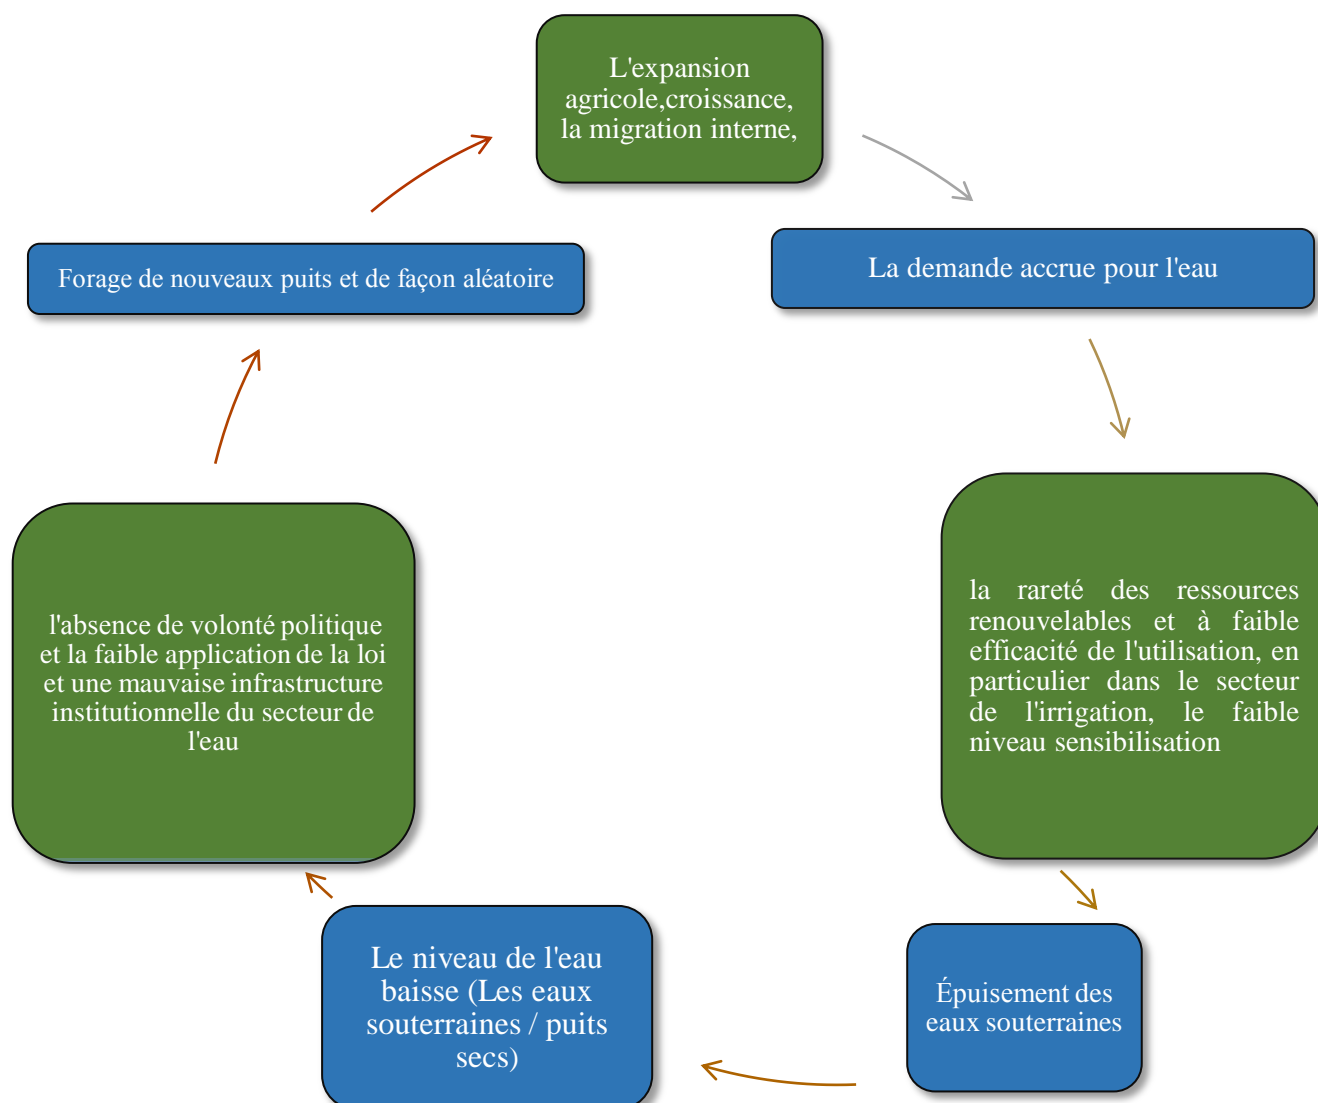 L'expansion
agricole,croissance,
la migration interne,
La demande accrue pour l'eau
la rareté des ressources
renouvelables et à faible
efficacité de l'utilisation, en
particulier dans le secteur
de l'irrigation, le faible
niveau sensibilisation
Épuisement des
eaux souterraines
Le niveau de l'eau
baisse (Les eaux
souterraines / puits
secs)
l'absence de volonté politique
et la faible application de la loi
et une mauvaise infrastructure
institutionnelle du secteur de
l'eau
Forage de nouveaux puits et de façon aléatoire